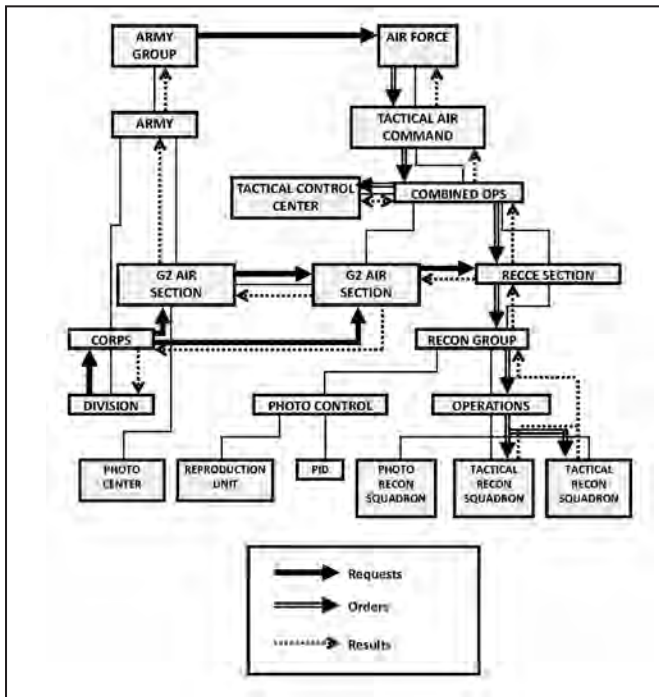 ARMY
GROUP
AIR FORCE
ARMY
TACTICAL AIR
COMMAND
TACTICAL CONTROL
CENTER
COMBINED OPS
G2 AIR
SECTION
G2 AIR
SECTION
RECCE SECTION
CORPS
RECON GROUP
DIVISION
PHOTO CONTROL
OPERATIONS
PHOTO
CENTER
REPRODUCTION
UNIT
PID
PHOTO
RECON
SQUADRON
TACTICAL
RECON
SQUADRON
TACTICAL
RECON
SQUADRON
Requests
Orders
Results